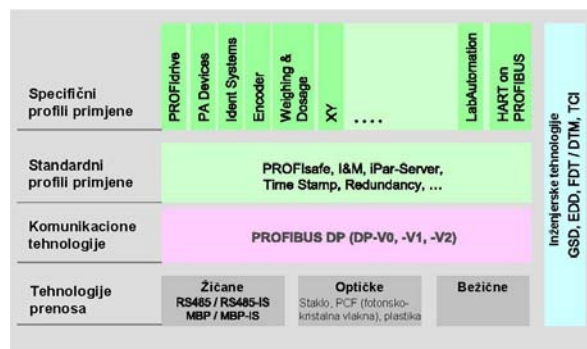 Specifični
profili primjene
PROFIdrive
PA Devices
Ident Systems
Encoder
Weighing &
Dosage
XY
....
LabAutomation
HART on
PROFIBUS
Standardni
profili primjene
PROFIsafe, I&M, iPar-Server,
Time Stamp, Redundancy, ...
Komunikacione
tehnologije
PROFIBUS DP (DP-V0, -V1, -V2)
Tehnologije
prenosa
Žičane
RS485 / RS485-IS
MBP / MBP-IS
Optičke
Staklo, PCF (fotonsko-
kristalna vlakna), plastika
Bežične
Inženjerske tehnologije
GSD, EDD, FDT / DTM, TCI